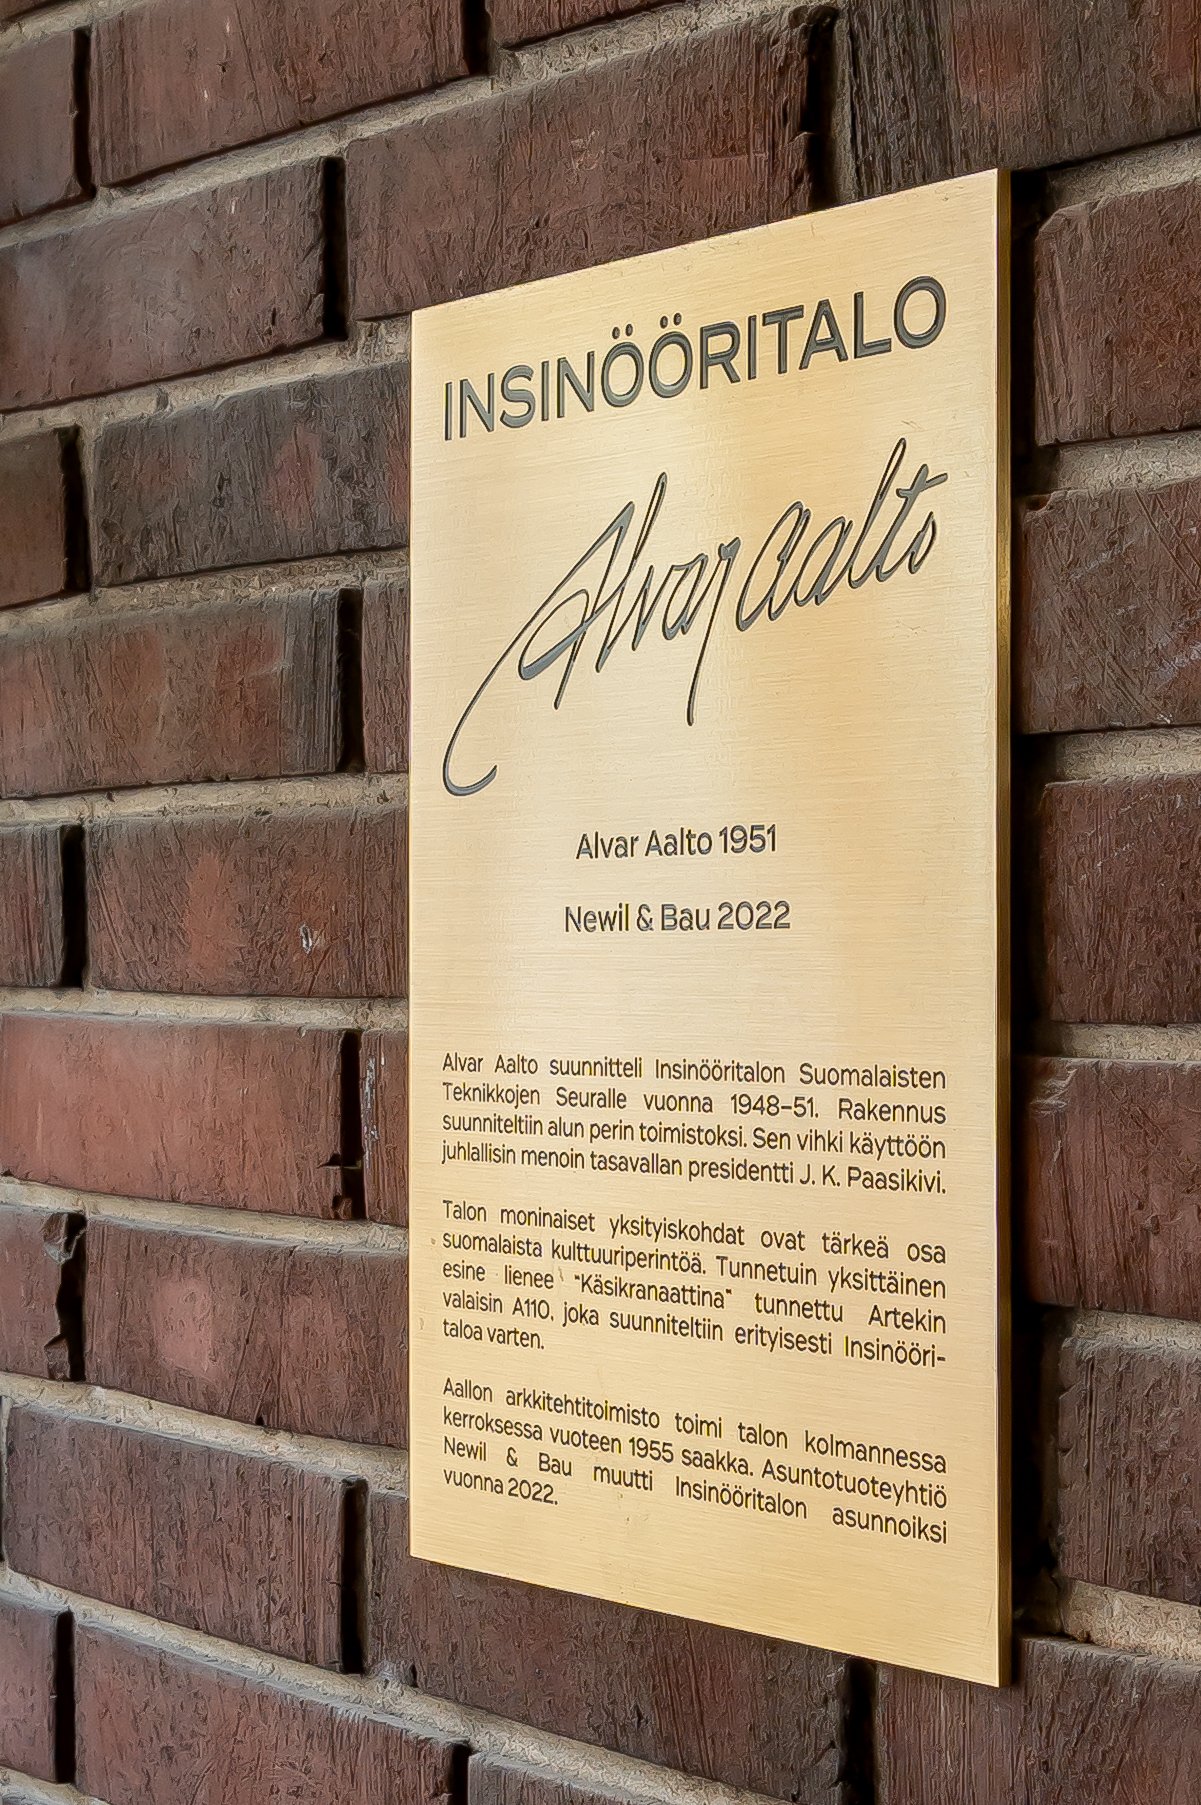 INSINÖÖRITALO
Alvar Aalto
Alvar Aalto 1951
Newil & Bau 2022
Alvar Aalto suunnitteli Insinööritalon Suomalaisten
Teknikkojen Seuralle vuonna 1948–51. Rakennus
suunniteltiin alun perin toimistoksi. Sen vihki käyttöön
juhlallisin menoin tasavallan presidentti J. K. Paasikivi.
Talon moninaiset yksityiskohdat ovat tärkeä osa
suomalaista kulttuuriperintöä. Tunnetuin yksittäinen
esine lienee "Käsikranaattina" tunnettu Artekin
valaisin A110, joka suunniteltiin erityisesti Insinööri-
taloa varten.
Aallon arkkitehtitoimisto toimi talon kolmannessa
kerroksessa vuoteen 1955 saakka. Asuntotuoteyhtiö
Newil & Bau muutti Insinööritalon asunnoiksi
vuonna 2022.